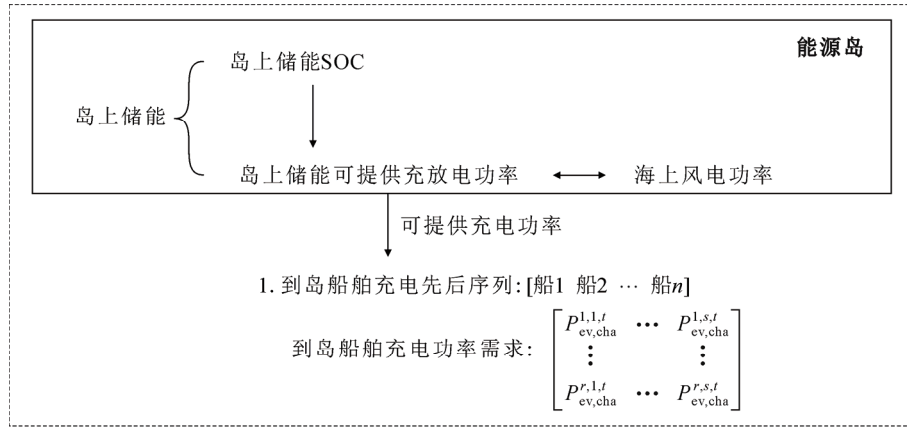 能源岛
岛上储能SOC
岛上储能
岛上储能可提供充放电功率
海上风电功率
可提供充电功率
1.到岛船舶充电先后序列:[船1 船2 … 船n]
到岛船舶充电功率需求:
P^{1,1,t}_{ev,cha} … P^{1,s,t}_{ev,cha}
⋮ ⋮
P^{r,1,t}_{ev,cha} … P^{r,s,t}_{ev,cha}